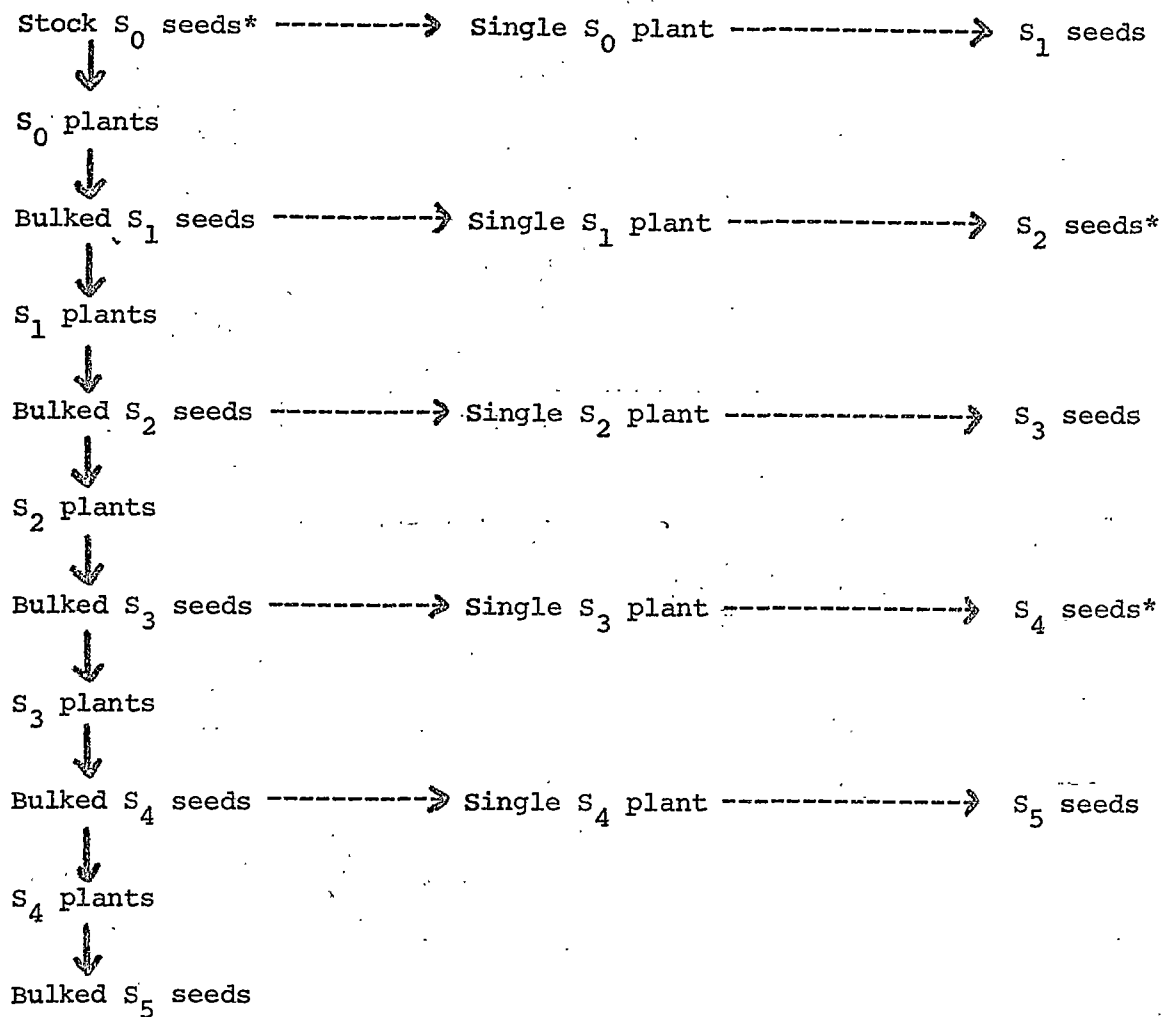 Stock S0 seeds* Single S0 plant S1 seeds
S0 plants
Bulked S1 seeds Single S1 plant S2 seeds*
S1 plants
Bulked S2 seeds Single S2 plant S3 seeds
S2 plants
Bulked S3 seeds Single S3 plant S4 seeds*
S3 plants
Bulked S4 seeds Single S4 plant S5 seeds
S4 plants
Bulked S5 seeds